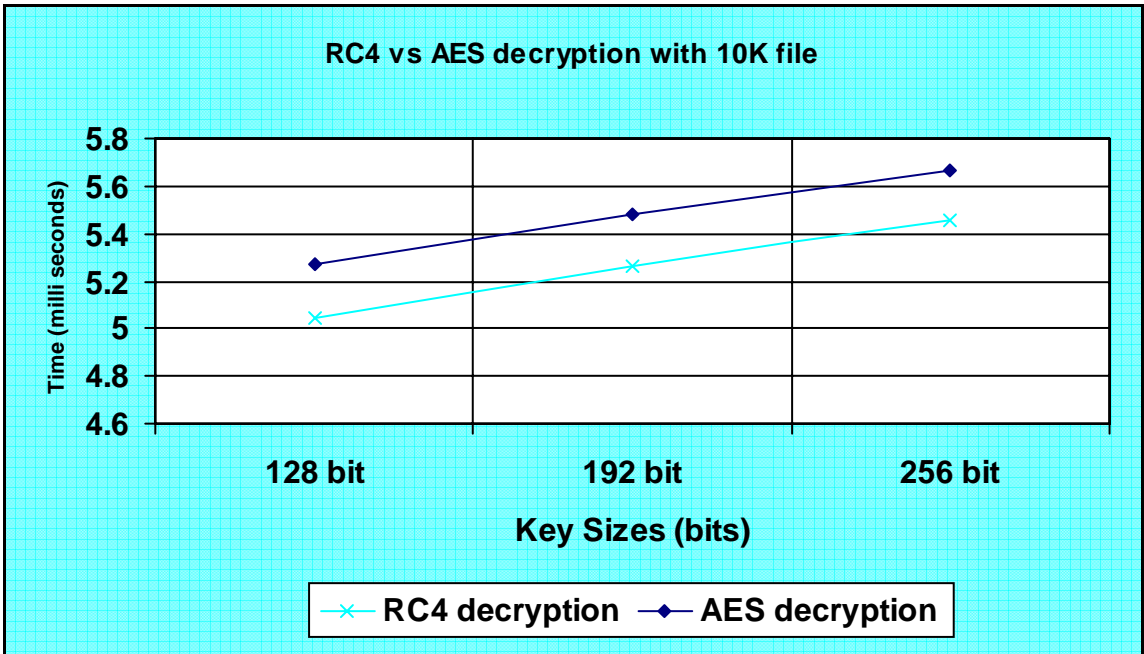 RC4 vs AES decryption with 10K file
Time (milli seconds)
5.8
5.6
5.4
5.2
5
4.8
4.6
128 bit 192 bit 256 bit
Key Sizes (bits)
RC4 decryption AES decryption